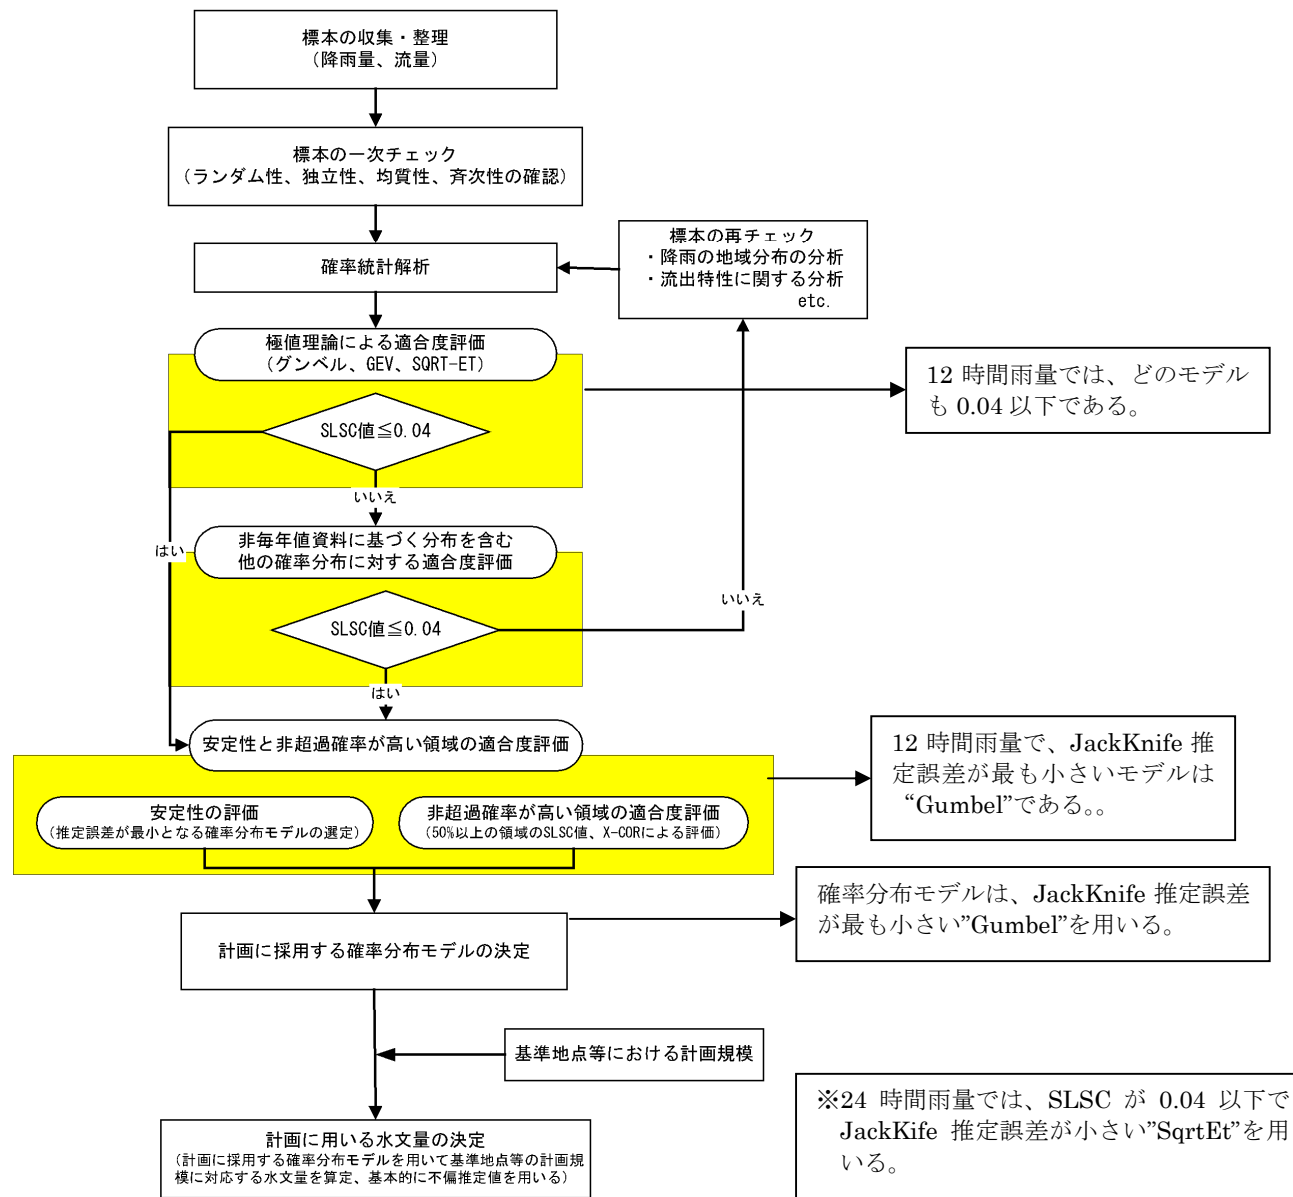 標本の収集・整理
(降雨量、流量)
標本の一次チェック
(ランダム性、独立性、均質性、斉次性の確認)
確率統計解析
標本の再チェック
・降雨の地域分布の分析
・流出特性に関する分析
etc.
極値理論による適合度評価
(グンベル、GEV、SQRT-ET)
SLSC値≦0.04
12 時間雨量では、どのモデル
も 0.04 以下である。
いいえ
はい
非毎年値資料に基づく分布を含む
他の確率分布に対する適合度評価
SLSC値≦0.04
いいえ
はい
安定性と非超過確率が高い領域の適合度評価
安定性の評価
(推定誤差が最小となる確率分布モデルの選定)
非超過確率が高い領域の適合度評価
(50%以上の領域のSLSC値、X-CORによる評価)
12 時間雨量で、JackKnife 推
定誤差が最も小さいモデルは
“Gumbel”である。。
計画に採用する確率分布モデルの決定
確率分布モデルは、JackKnife 推定誤差
が最も小さい”Gumbel”を用いる。
基準地点等における計画規模
計画に用いる水文量の決定
(計画に採用する確率分布モデルを用いて基準地点等の計画規
模に対応する水文量を算定、基本的に不偏推定値を用いる)
※24 時間雨量では、SLSC が 0.04 以下で
JackKife 推定誤差が小さい”SqrtEt”を用
いる。